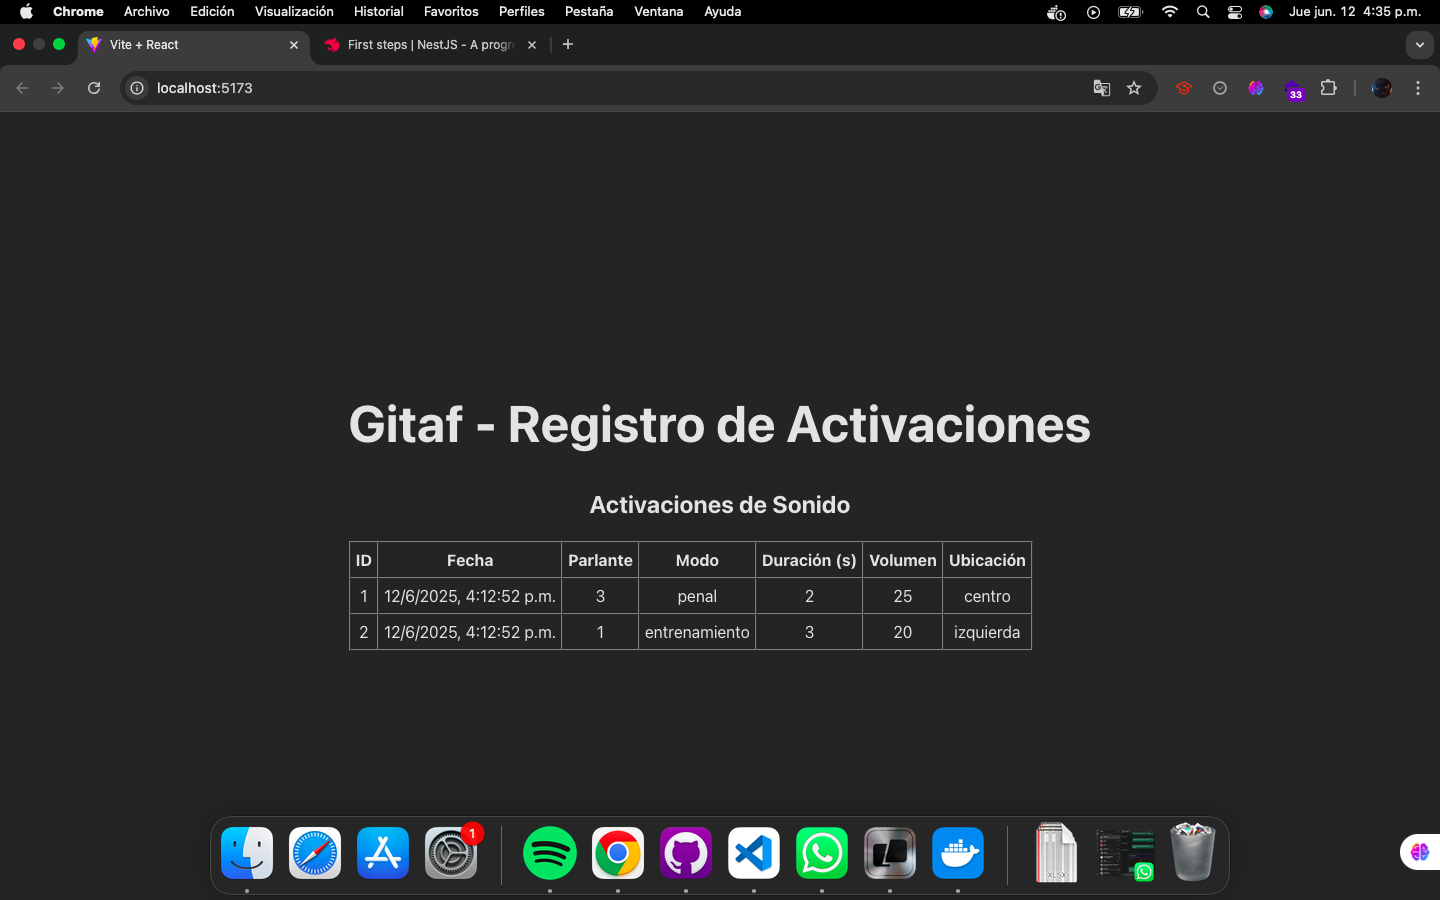 Chrome Archivo Edición Visualización Historial Favoritos Perfiles Pestaña Ventana Ayuda Jue jun. 12 4:35 p.m.
Vite + React First steps | NestJS - A progr
localhost:5173
33
Gitaf - Registro de Activaciones
Activaciones de Sonido
ID Fecha Parlante Modo Duración (s) Volumen Ubicación
1 12/6/2025, 4:12:52 p.m. 3 penal 2 25 centro
2 12/6/2025, 4:12:52 p.m. 1 entrenamiento 3 20 izquierda
1
XLSX